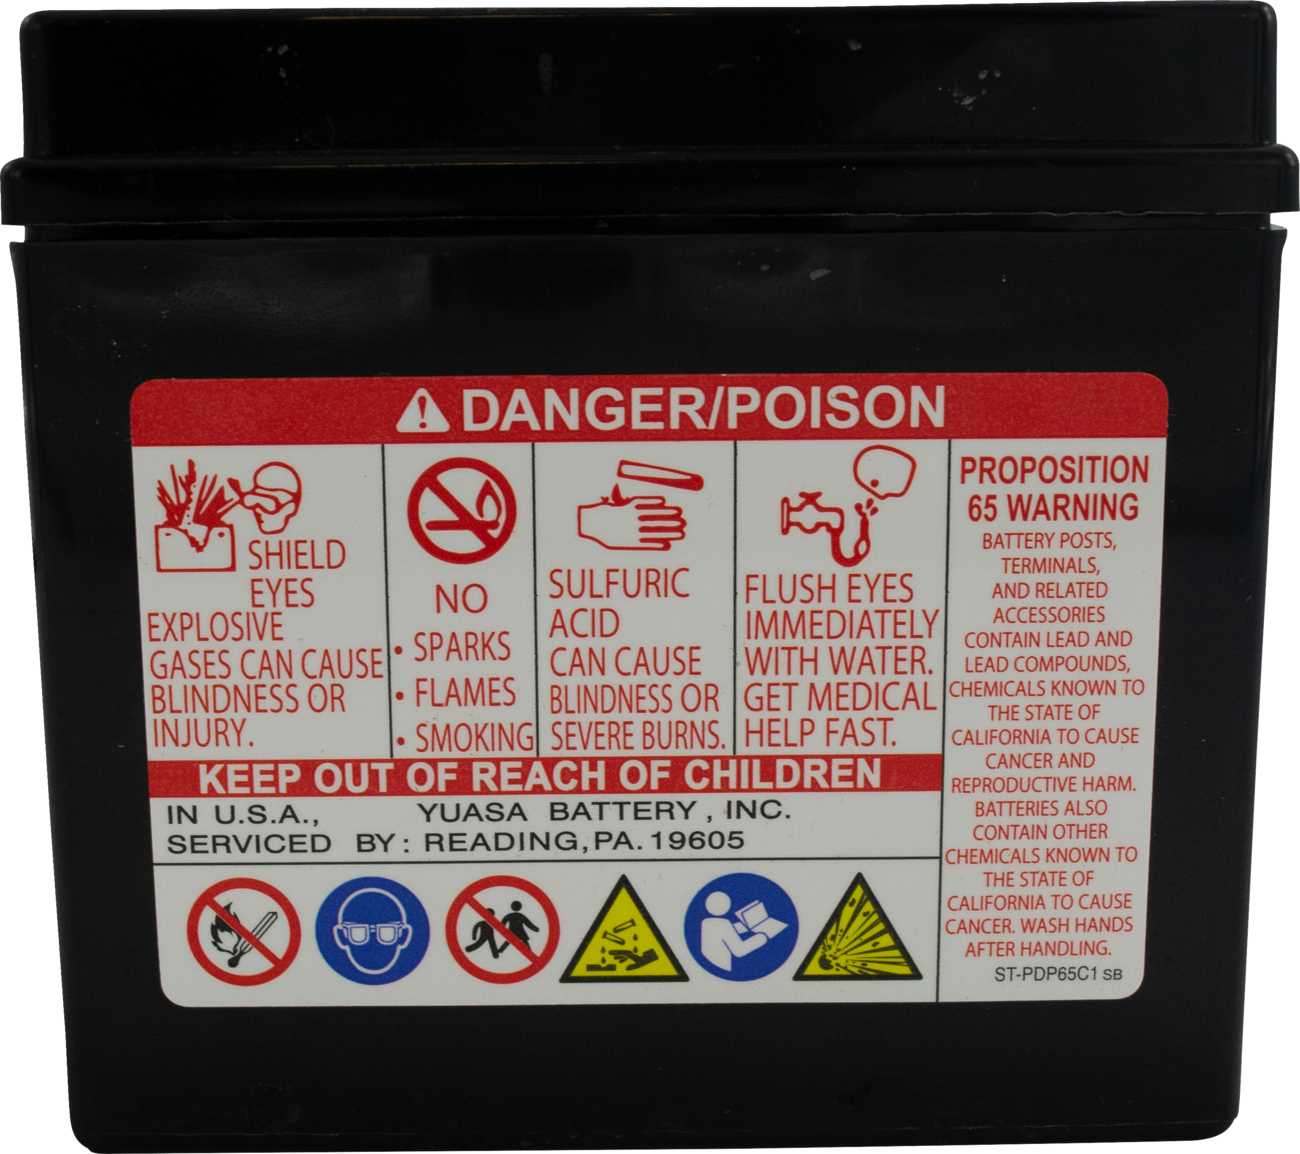 DANGER/POISON
SHIELD
EYES
EXPLOSIVE
GASES CAN CAUSE
BLINDNESS OR
INJURY.
NO
• SPARKS
• FLAMES
• SMOKING
SULFURIC
ACID
CAN CAUSE
BLINDNESS OR
SEVERE BURNS.
FLUSH EYES
IMMEDIATELY
WITH WATER.
GET MEDICAL
HELP FAST.
KEEP OUT OF REACH OF CHILDREN
IN U.S.A., YUASA BATTERY, INC.
SERVICED BY: READING, PA. 19605
PROPOSITION
65 WARNING
BATTERY POSTS,
TERMINALS,
AND RELATED
ACCESSORIES
CONTAIN LEAD AND
LEAD COMPOUNDS,
CHEMICALS KNOWN TO
THE STATE OF
CALIFORNIA TO CAUSE
CANCER AND
REPRODUCTIVE HARM.
BATTERIES ALSO
CONTAIN OTHER
CHEMICALS KNOWN TO
THE STATE OF
CALIFORNIA TO CAUSE
CANCER. WASH HANDS
AFTER HANDLING.
ST-PDP65C1 SB